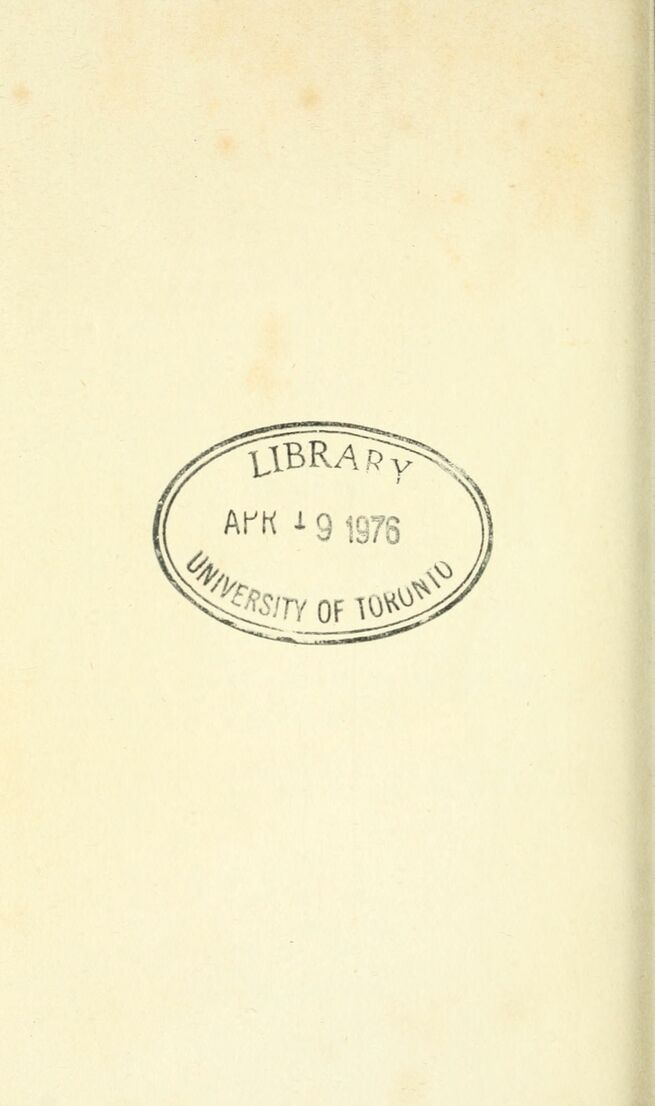 LIBRARY
APR 19 1976
UNIVERSITY OF TORONTO